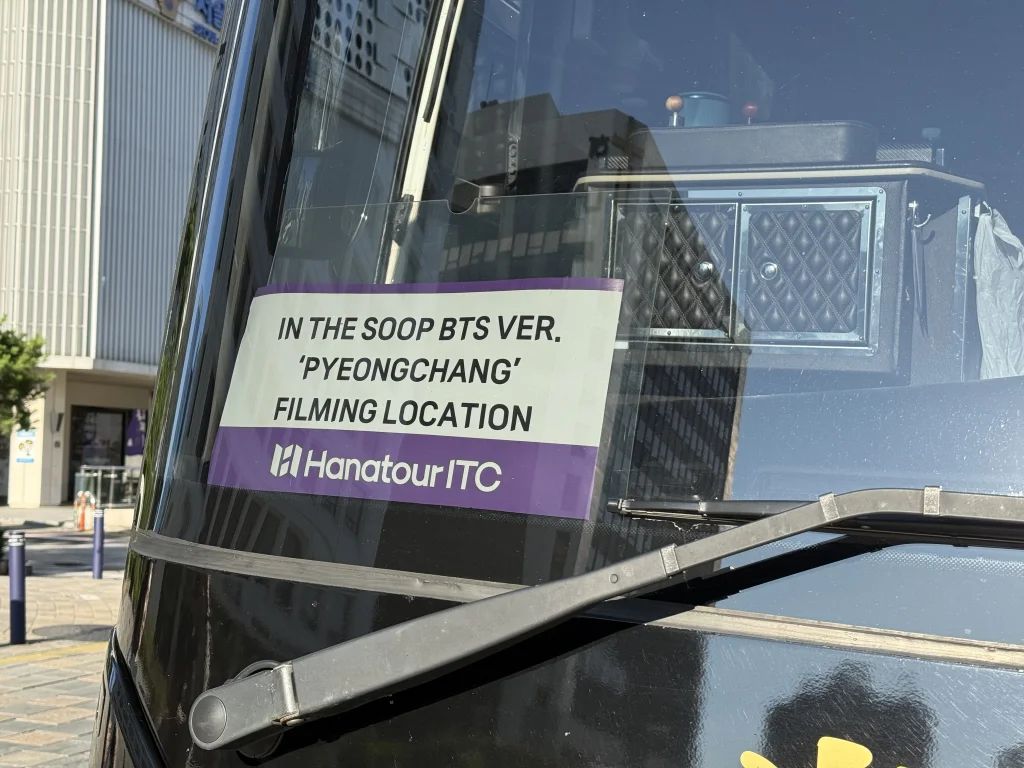 IN THE SOOP BTS VER.
‘PYEONGCHANG’
FILMING LOCATION
Hanatour ITC